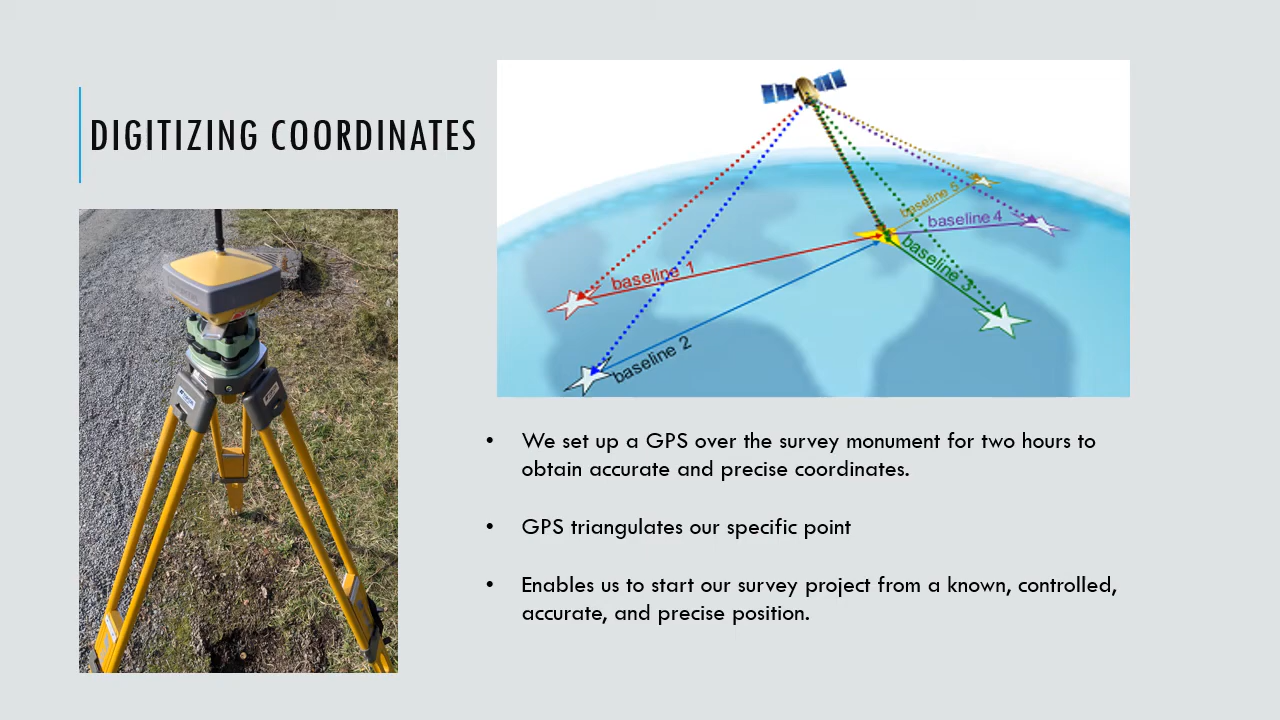 DIGITIZING COORDINATES
baseline 1
baseline 2
baseline 3
baseline 4
baseline 5
• We set up a GPS over the survey monument for two hours to
obtain accurate and precise coordinates.
• GPS triangulates our specific point
• Enables us to start our survey project from a known, controlled,
accurate, and precise position.